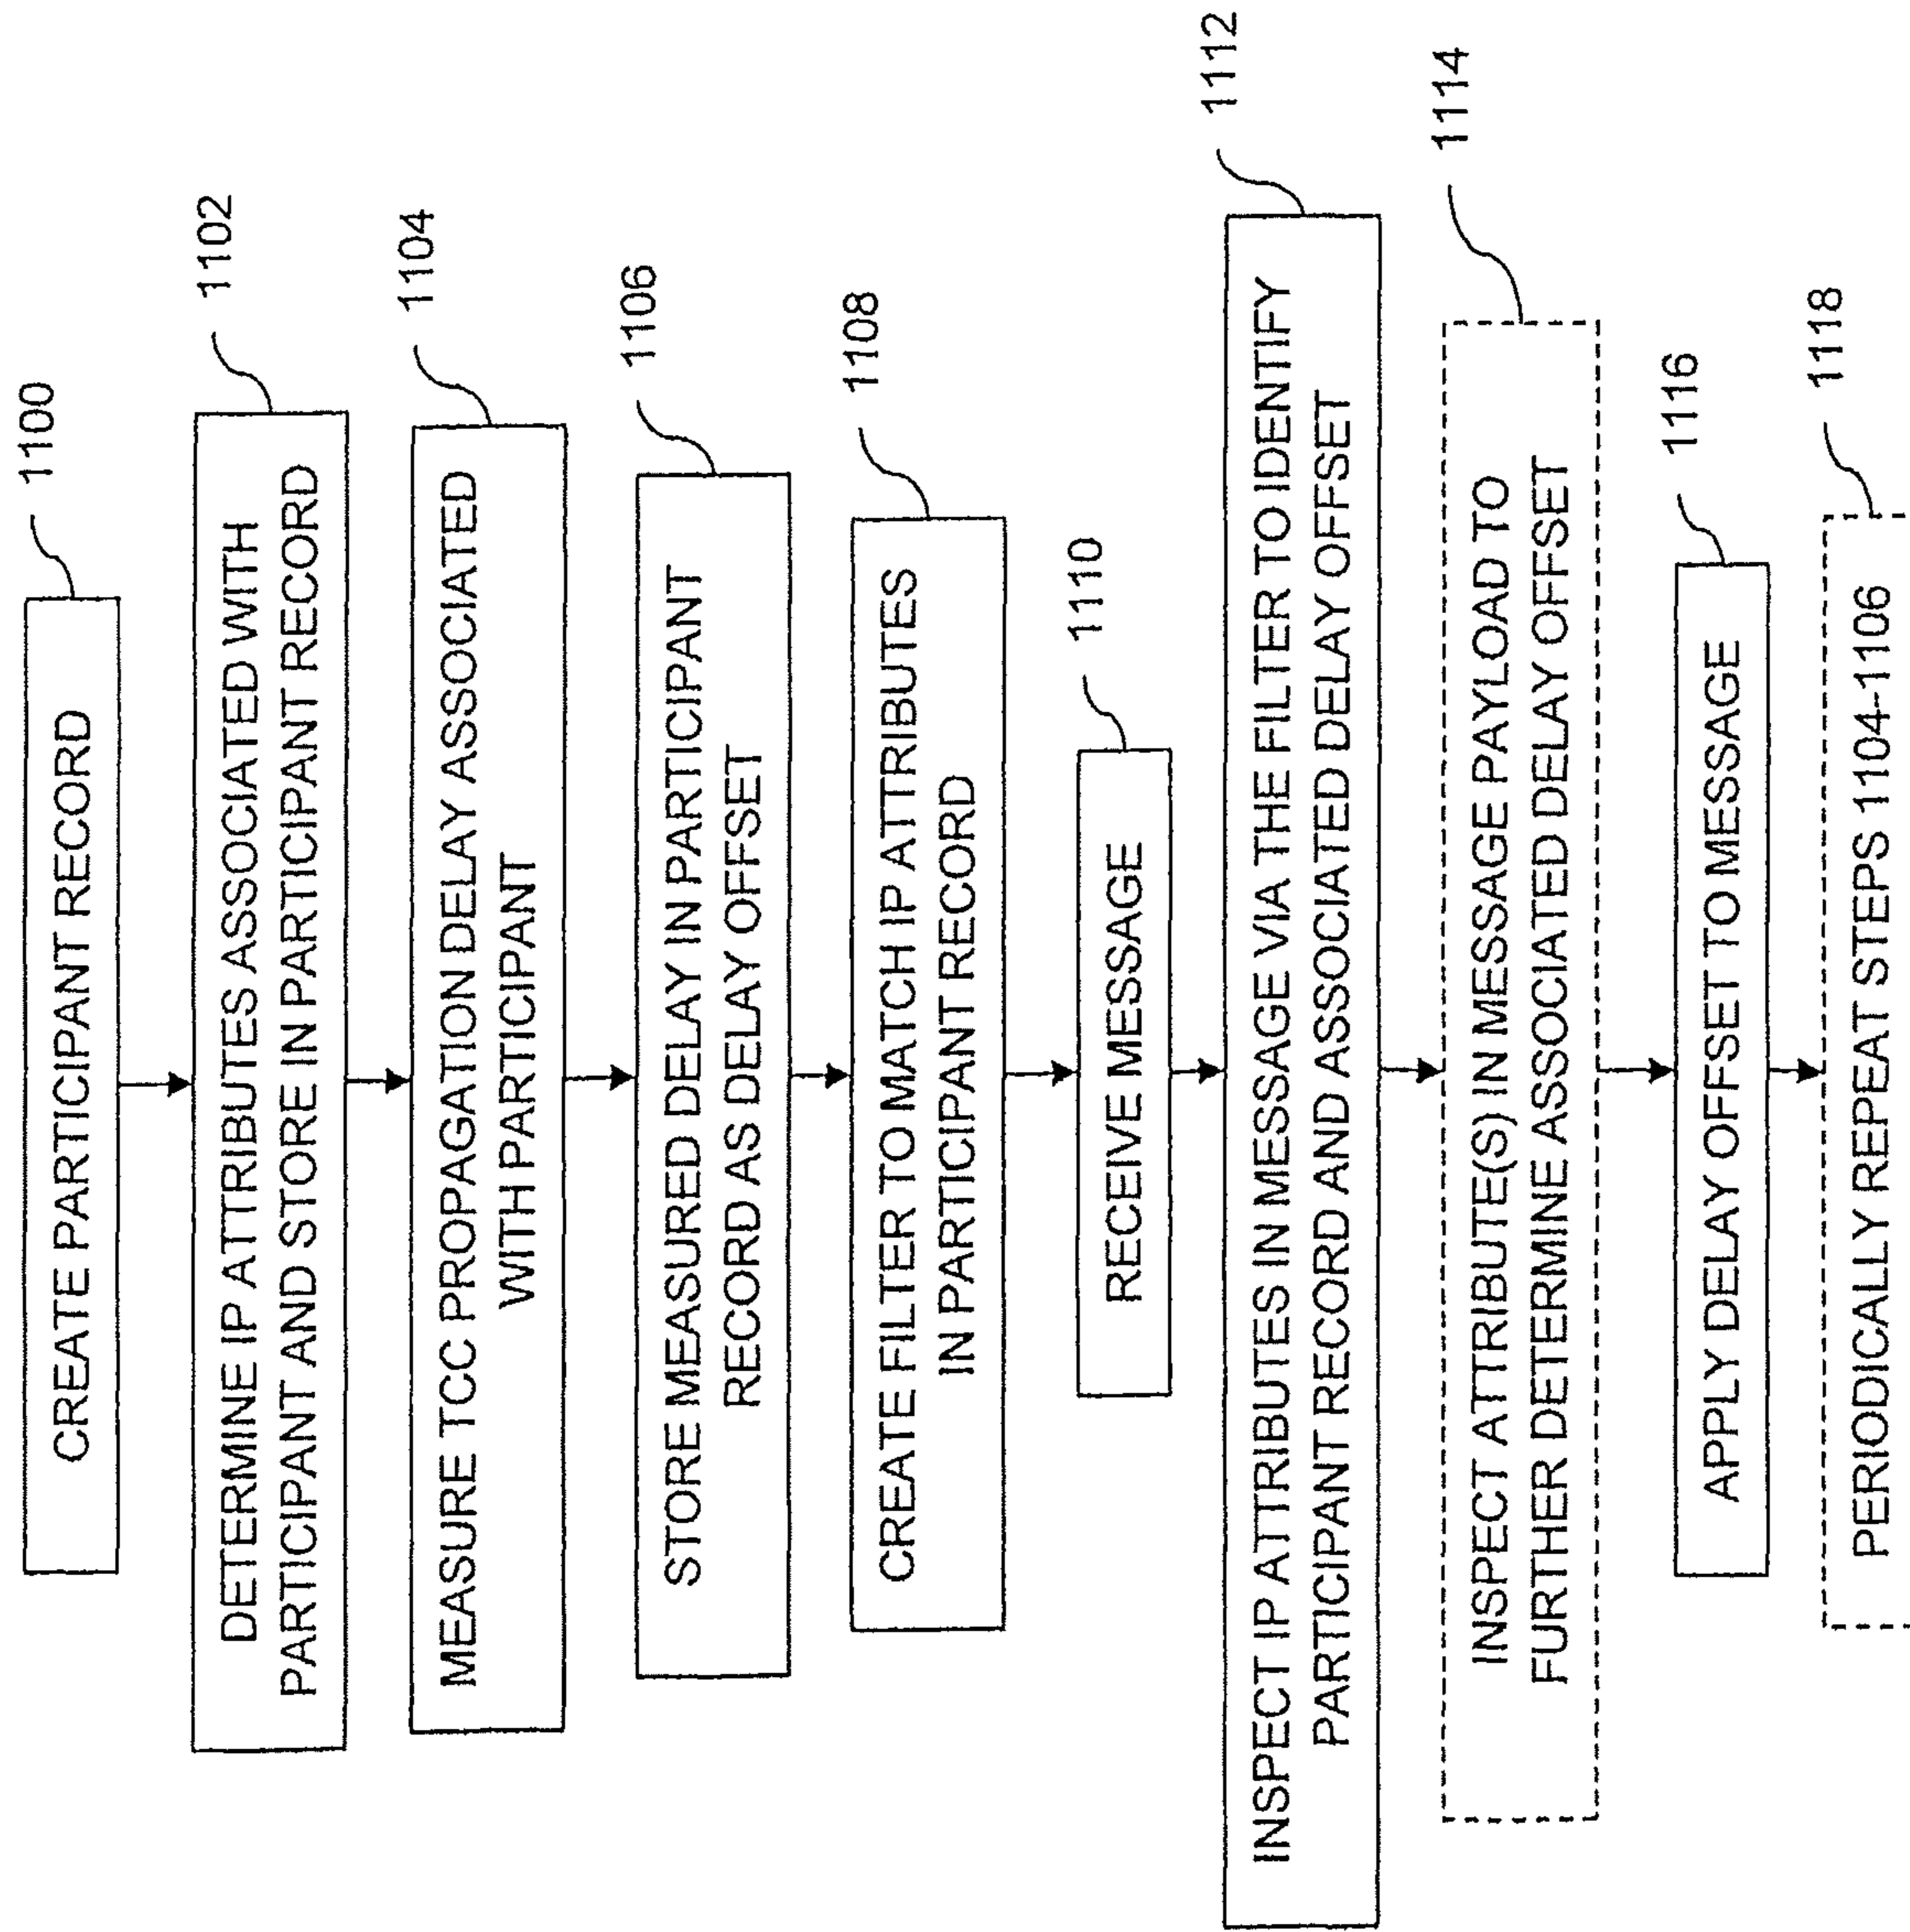 CREATE PARTICIPANT RECORD
1100
DETERMINE IP ATTRIBUTES ASSOCIATED WITH
PARTICIPANT AND STORE IN PARTICIPANT RECORD
1102
MEASURE TCC PROPAGATION DELAY ASSOCIATED
WITH PARTICIPANT
1104
STORE MEASURED DELAY IN PARTICIPANT
RECORD AS DELAY OFFSET
1106
CREATE FILTER TO MATCH IP ATTRIBUTES
IN PARTICIPANT RECORD
1108
RECEIVE MESSAGE
1110
INSPECT IP ATTRIBUTES IN MESSAGE VIA THE FILTER TO IDENTIFY
PARTICIPANT RECORD AND ASSOCIATED DELAY OFFSET
1112
INSPECT ATTRIBUTE(S) IN MESSAGE PAYLOAD TO
FURTHER DETERMINE ASSOCIATED DELAY OFFSET
1114
APPLY DELAY OFFSET TO MESSAGE
1116
PERIODICALLY REPEAT STEPS 1104-1106
1118